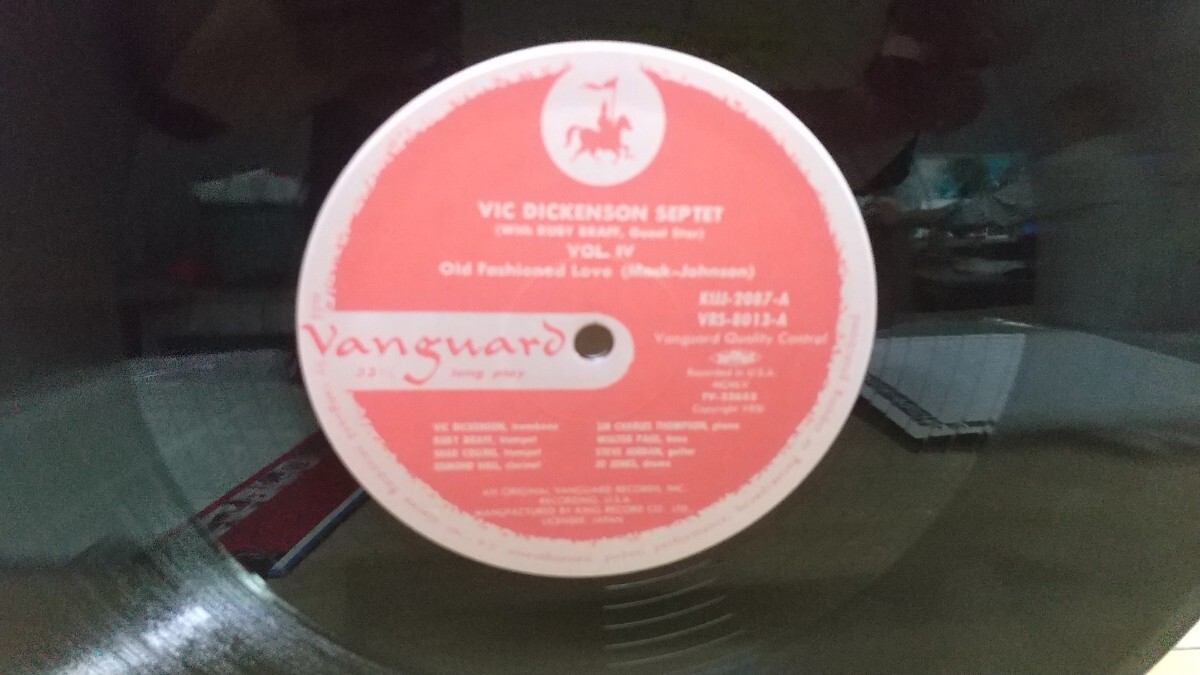 VIC DICKENSON SEPTET
(With RUBY BRAFF, Guest Star)
VOL. IV
Old Fashioned Love (Mack-Johnson)
KIJJ-2087-A
VRS-8013-A
Vanguard
Vanguard Quality Control
33 long play
Recorded in U.S.A.
Copyright
VIC DICKENSON, trombone
RUBY BRAFF, trumpet
SHAD COLLINS, trumpet
EDMOND HALL, clarinet
SIR CHARLES THOMPSON, piano
WALTER PAGE, bass
STEVE JORDAN, guitar
JO JONES, drums
AN ORIGINAL VANGUARD RECORDS, INC.
RECORDING, U.S.A.
MANUFACTURED BY KING RECORD CO. LTD.
LICENSEE, JAPAN